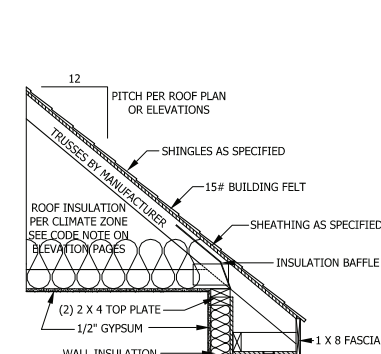 12
PITCH PER ROOF PLAN
OR ELEVATIONS
TRUSSES BY MANUFACTURER
SHINGLES AS SPECIFIED
15# BUILDING FELT
ROOF INSULATION
PER CLIMATE ZONE
SEE CODE NOTE ON
ELEVATION PAGES
SHEATHING AS SPECIFIED
INSULATION BAFFLE
(2) 2 X 4 TOP PLATE
1/2" GYPSUM
1 X 8 FASCIA
WALL INSULATION